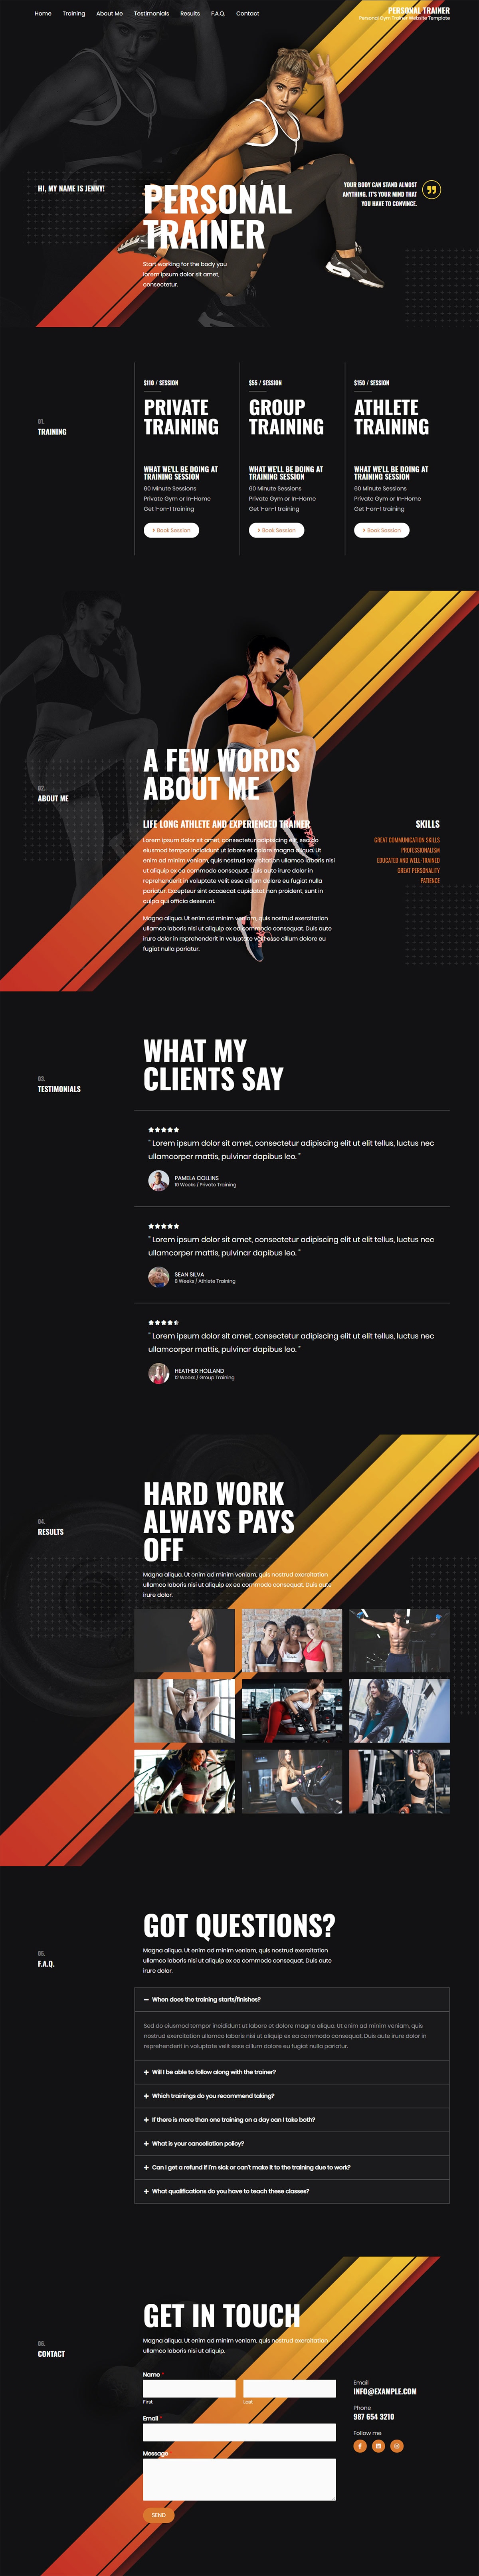 Home Training About Me Testimonials Results F.A.Q. Contact
PERSONAL TRAINER
Personal Gym Trainer Website Template
HI, MY NAME IS JENNY!
PERSONAL
TRAINER
Start working for the body you
lorem ipsum dolor sit amet,
consectetur.
YOUR BODY CAN STAND ALMOST
ANYTHING. IT'S YOUR MIND THAT
YOU HAVE TO CONVINCE.
01.
TRAINING
$110 / SESSION
PRIVATE
TRAINING
WHAT WE'LL BE DOING AT
TRAINING SESSION
60 Minute Sessions
Private Gym or In-Home
Get 1-on-1 training
Book Session
$55 / SESSION
GROUP
TRAINING
WHAT WE'LL BE DOING AT
TRAINING SESSION
60 Minute Sessions
Private Gym or In-Home
Get 1-on-1 training
Book Session
$150 / SESSION
ATHLETE
TRAINING
WHAT WE'LL BE DOING AT
TRAINING SESSION
60 Minute Sessions
Private Gym or In-Home
Get 1-on-1 training
Book Session
02.
ABOUT ME
A FEW WORDS
ABOUT ME
LIFE LONG ATHLETE AND EXPERIENCED TRAINER
Lorem ipsum dolor sit amet, consectetur adipiscing elit, sed do
eiusmod tempor incididunt ut labore et dolore magna aliqua. Ut
enim ad minim veniam, quis nostrud exercitation ullamco laboris nisi
ut aliquip ex ea commodo consequat. Duis aute irure dolor in
reprehenderit in voluptate velit esse cillum dolore eu fugiat nulla
pariatur. Excepteur sint occaecat cupidatat non proident, sunt in
culpa qui officia deserunt.
Magna aliqua. Ut enim ad minim veniam, quis nostrud exercitation
ullamco laboris nisi ut aliquip ex ea commodo consequat. Duis aute
irure dolor in reprehenderit in voluptate velit esse cillum dolore eu
fugiat nulla pariatur.
SKILLS
GREAT COMMUNICATION SKILLS
PROFESSIONALISM
EDUCATED AND WELL-TRAINED
GREAT PERSONALITY
PATIENCE
03.
TESTIMONIALS
WHAT MY
CLIENTS SAY
" Lorem ipsum dolor sit amet, consectetur adipiscing elit ut elit tellus, luctus nec
ullamcorper mattis, pulvinar dapibus leo. "
PAMELA COLLINS
10 Weeks / Private Training
" Lorem ipsum dolor sit amet, consectetur adipiscing elit ut elit tellus, luctus nec
ullamcorper mattis, pulvinar dapibus leo. "
SEAN SILVA
8 Weeks / Athlete Training
" Lorem ipsum dolor sit amet, consectetur adipiscing elit ut elit tellus, luctus nec
ullamcorper mattis, pulvinar dapibus leo. "
HEATHER HOLLAND
12 Weeks / Group Training
04.
RESULTS
HARD WORK
ALWAYS PAYS
OFF
Magna aliqua. Ut enim ad minim veniam, quis nostrud exercitation
ullamco laboris nisi ut aliquip ex ea commodo consequat. Duis aute
irure dolor.
05.
F.A.Q.
GOT QUESTIONS?
Magna aliqua. Ut enim ad minim veniam, quis nostrud exercitation
ullamco laboris nisi ut aliquip ex ea commodo consequat. Duis aute
irure dolor.
When does the training starts/finishes?
Sed do eiusmod tempor incididunt ut labore et dolore magna aliqua. Ut enim ad minim veniam, quis
nostrud exercitation ullamco laboris nisi ut aliquip ex ea commodo consequat. Duis aute irure dolor in
reprehenderit in voluptate velit esse cillum dolore eu fugiat nulla pariatur.
Will I be able to follow along with the trainer?
Which trainings do you recommend taking?
If there is more than one training on a day can I take both?
What is your cancellation policy?
Can I get a refund if I'm sick or can't make it to the training due to work?
What qualifications do you have to teach these classes?
06.
CONTACT
GET IN TOUCH
Magna aliqua. Ut enim ad minim veniam, quis nostrud exercitation
ullamco laboris nisi ut aliquip.
Name *
First Last
Email *
Message
SEND
Email
INFO@EXAMPLE.COM
Phone
987 654 3210
Follow me